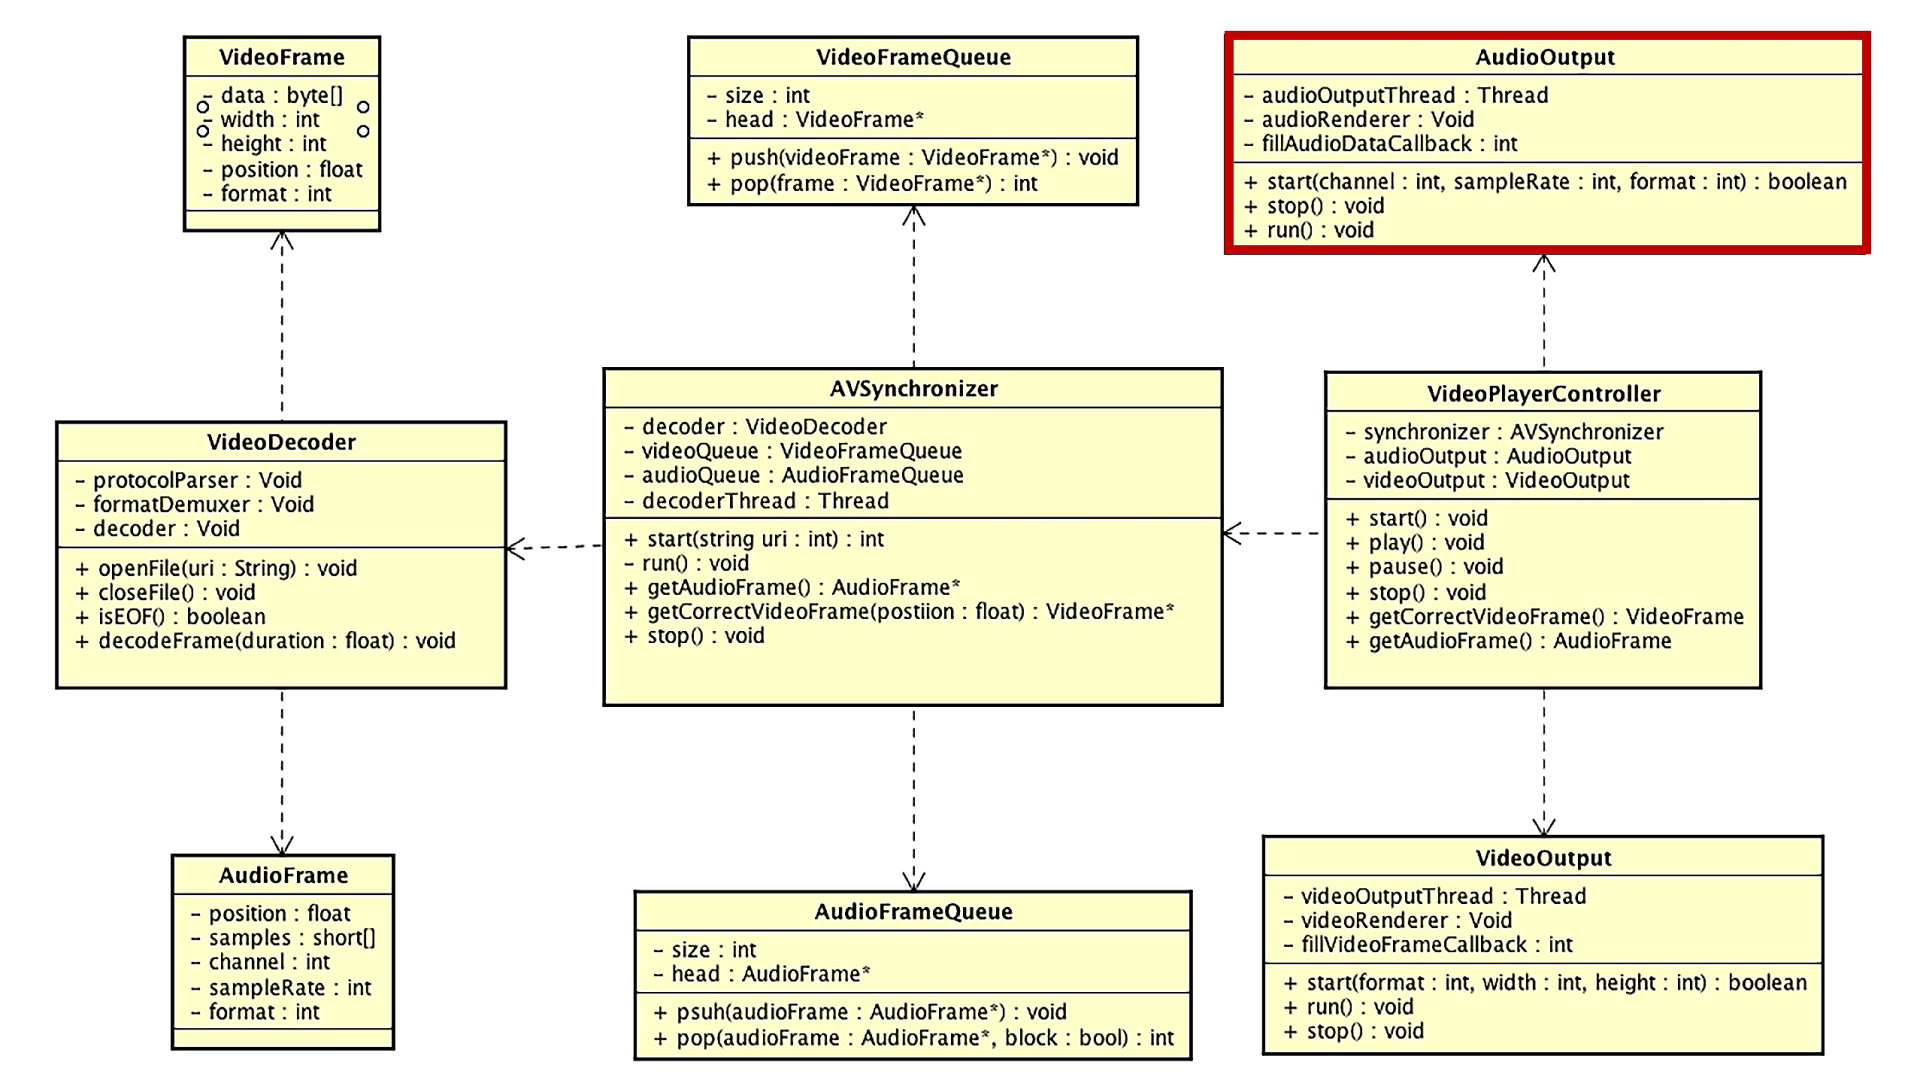 VideoFrame
- data : byte[]
- width : int
- height : int
- position : float
- format : int
VideoFrameQueue
- size : int
- head : VideoFrame*
+ push(videoFrame : VideoFrame*) : void
+ pop(frame : VideoFrame*) : int
AudioOutput
- audioOutputThread : Thread
- audioRenderer : Void
- fillAudioDataCallback : int
+ start(channel : int, sampleRate : int, format : int) : boolean
+ stop() : void
+ run() : void
VideoDecoder
- protocolParser : Void
- formatDemuxer : Void
- decoder : Void
+ openFile(uri : String) : void
+ closeFile() : void
+ isEOF() : boolean
+ decodeFrame(duration : float) : void
AVSynchronizer
- decoder : VideoDecoder
- videoQueue : VideoFrameQueue
- audioQueue : AudioFrameQueue
- decoderThread : Thread
+ start(string uri : int) : int
- run() : void
+ getAudioFrame() : AudioFrame*
+ getCorrectVideoFrame(postiion : float) : VideoFrame*
+ stop() : void
VideoPlayerController
- synchronizer : AVSynchronizer
- audioOutput : AudioOutput
- videoOutput : VideoOutput
+ start() : void
+ play() : void
+ pause() : void
+ stop() : void
+ getCorrectVideoFrame() : VideoFrame
+ getAudioFrame() : AudioFrame
AudioFrame
- position : float
- samples : short[]
- channel : int
- sampleRate : int
- format : int
AudioFrameQueue
- size : int
- head : AudioFrame*
+ psuh(audioFrame : AudioFrame*) : void
+ pop(audioFrame : AudioFrame*, block : bool) : int
VideoOutput
- videoOutputThread : Thread
- videoRenderer : Void
- fillVideoFrameCallback : int
+ start(format : int, width : int, height : int) : boolean
+ run() : void
+ stop() : void